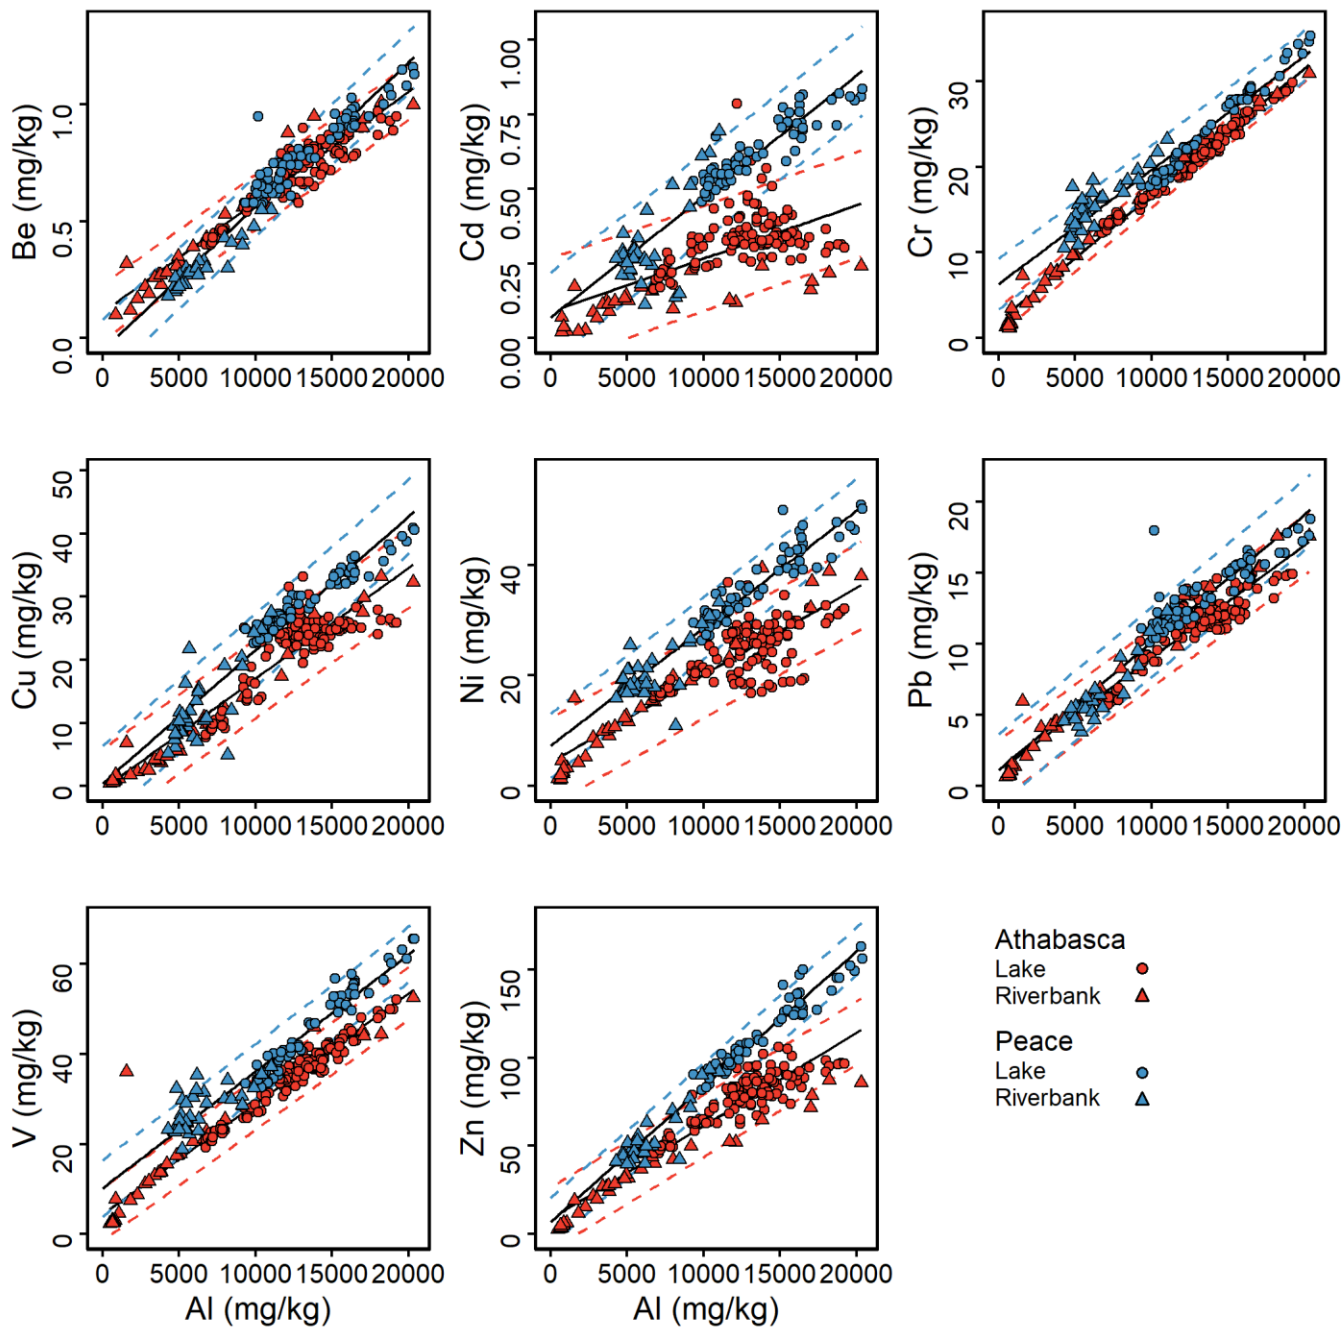 Be (mg/kg)
0.0 0.5 1.0
0 5000 10000 15000 20000
Cd (mg/kg)
0.00 0.25 0.50 0.75 1.00
0 5000 10000 15000 20000
Cr (mg/kg)
0 10 20 30
0 5000 10000 15000 20000
Cu (mg/kg)
0 10 20 30 40 50
0 5000 10000 15000 20000
Ni (mg/kg)
0 20 40
0 5000 10000 15000 20000
Pb (mg/kg)
0 5 10 15 20
0 5000 10000 15000 20000
V (mg/kg)
0 20 40 60
0 5000 10000 15000 20000
Al (mg/kg)
Zn (mg/kg)
0 50 100 150
0 5000 10000 15000 20000
Al (mg/kg)
Athabasca
Lake
Riverbank
Peace
Lake
Riverbank